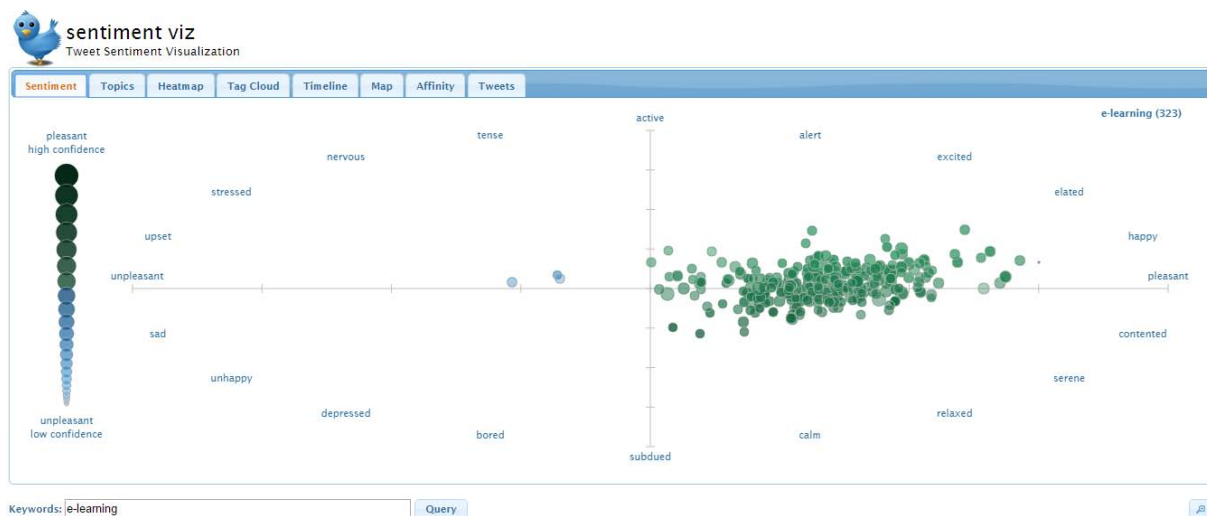 sentiment viz
Tweet Sentiment Visualization
Sentiment Topics Heatmap Tag Cloud Timeline Map Affinity Tweets
e-learning (323)
active
pleasant
high confidence
tense
alert
nervous
excited
stressed
elated
upset
happy
unpleasant
pleasant
sad
contented
unhappy
serene
depressed
relaxed
unpleasant
low confidence
bored
calm
subdued
Keywords: e-learning Query